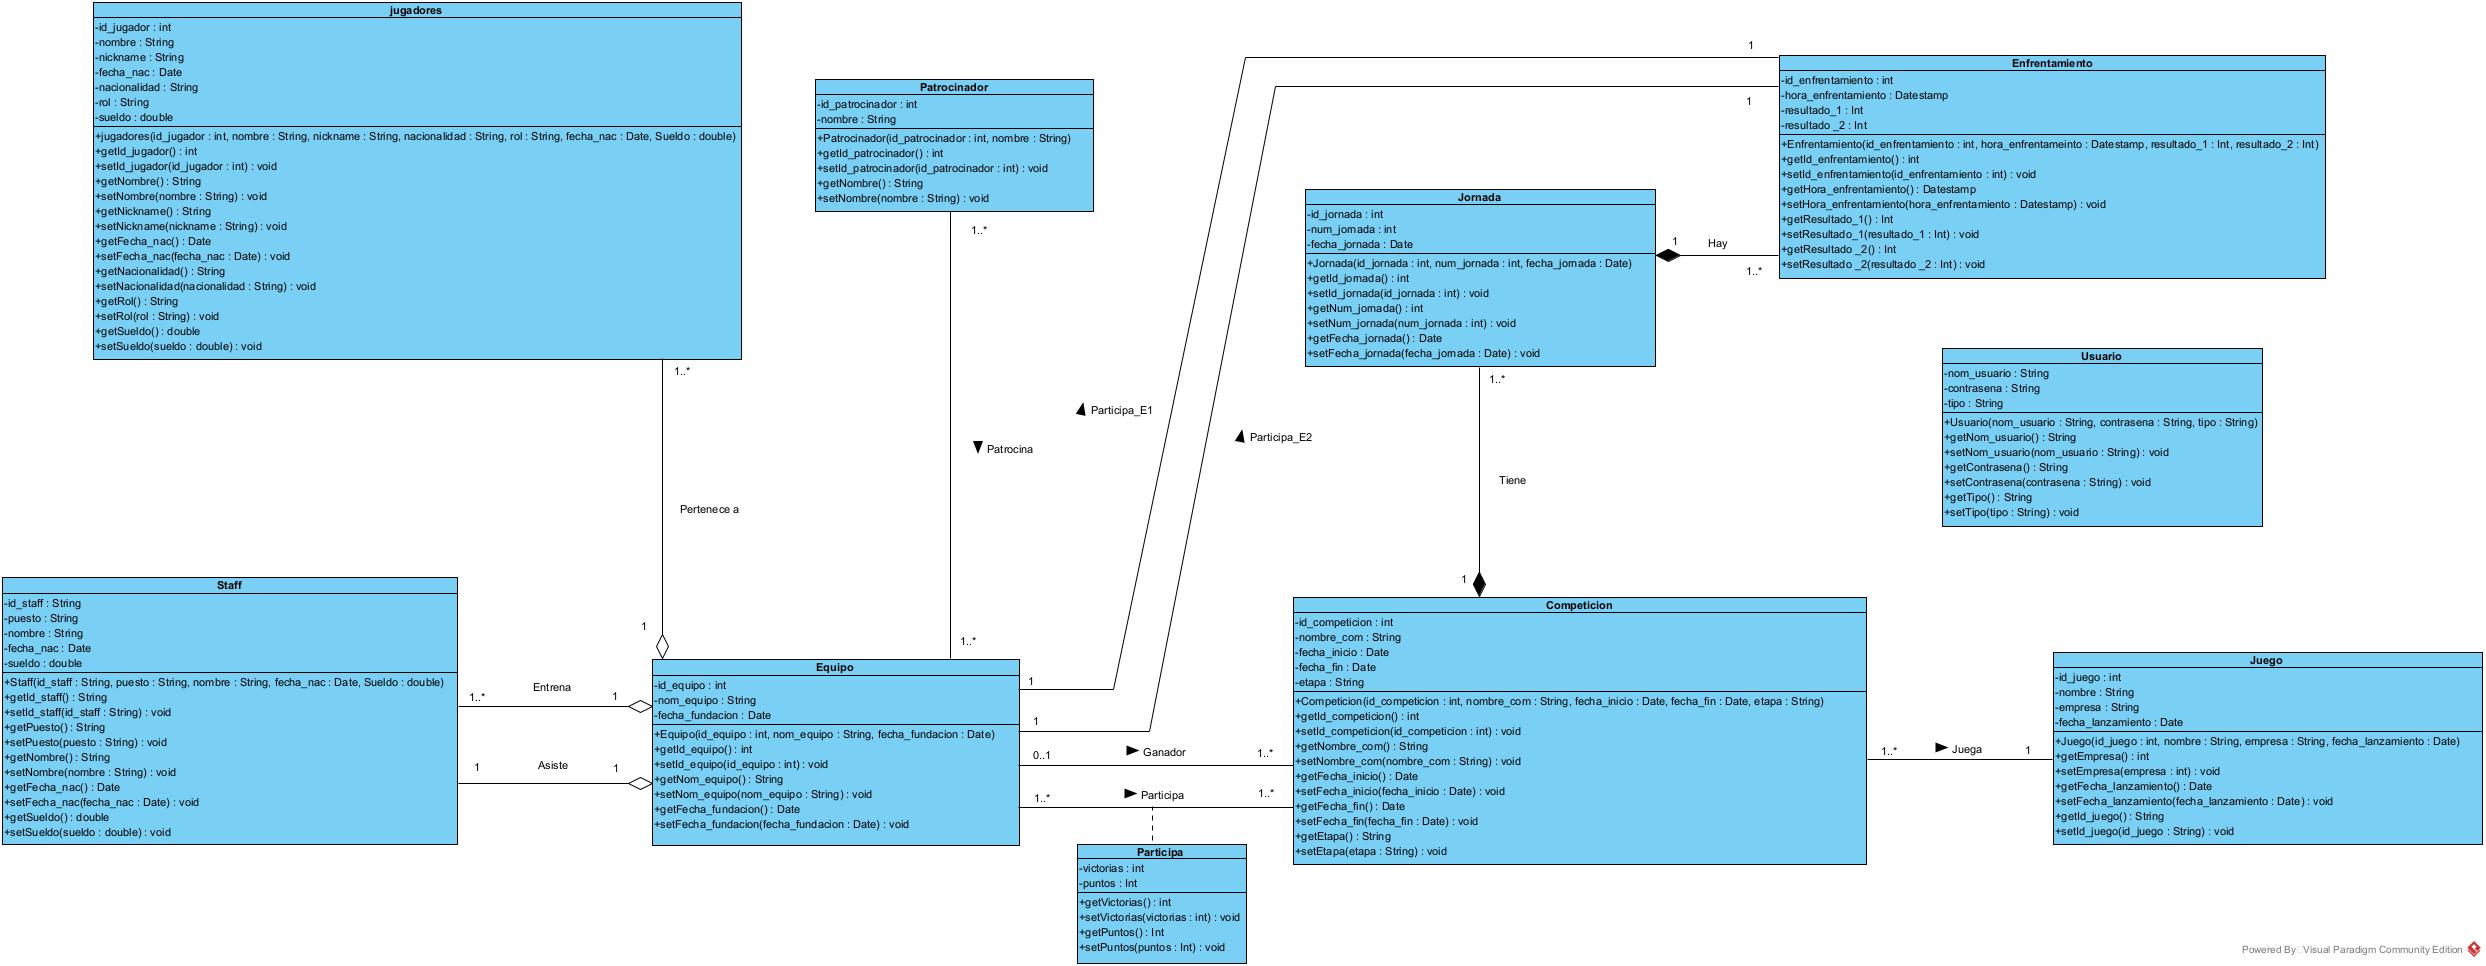 jugadores
-id_jugador : int
-nombre : String
-nickname : String
-fecha_nac : Date
-nacionalidad : String
-rol : String
-sueldo : double
+jugadores(id_jugador : int, nombre : String, nickname : String, nacionalidad : String, rol : String, fecha_nac : Date, Sueldo : double)
+getId_jugador() : int
+setId_jugador(id_jugador : int) : void
+getNombre() : String
+setNombre(nombre : String) : void
+getNickname() : String
+setNickname(nickname : String) : void
+getFecha_nac() : Date
+setFecha_nac(fecha_nac : Date) : void
+getNacionalidad() : String
+setNacionalidad(nacionalidad : String) : void
+getRol() : String
+setRol(rol : String) : void
+getSueldo() : double
+setSueldo(sueldo : double) : void
1..*
Pertenece a
1
Patrocinador
-id_patrocinador : int
-nombre : String
+Patrocinador(id_patrocinador : int, nombre : String)
+getId_patrocinador() : int
+setId_patrocinador(id_patrocinador : int) : void
+getNombre() : String
+setNombre(nombre : String) : void
1..*
Patrocina
1..*
Participa_E1
Participa_E2
1
1
Enfrentamiento
-id_enfrentamiento : int
-hora_enfrentamiento : Datestamp
-resultado_1 : Int
-resultado _2 : Int
+Enfrentamiento(id_enfrentamiento : int, hora_enfrentameinto : Datestamp, resultado_1 : Int, resultado_2 : Int)
+getId_enfrentamiento() : int
+setId_enfrentamiento(id_enfrentamiento : int) : void
+getHora_enfrentamiento() : Datestamp
+setHora_enfrentamiento(hora_enfrentamiento : Datestamp) : void
+getResultado_1() : Int
+setResultado_1(resultado_1 : Int) : void
+getResultado _2() : Int
+setResultado _2(resultado _2 : Int) : void
Jornada
-id_jornada : int
-num_jornada : int
-fecha_jornada : Date
+Jornada(id_jornada : int, num_jornada : int, fecha_jornada : Date)
+getId_jornada() : int
+setId_jornada(id_jornada : int) : void
+getNum_jornada() : int
+setNum_jornada(num_jornada : int) : void
+getFecha_jornada() : Date
+setFecha_jornada(fecha_jornada : Date) : void
1
Hay
1..*
1..*
Tiene
1
Usuario
-nom_usuario : String
-contrasena : String
-tipo : String
+Usuario(nom_usuario : String, contrasena : String, tipo : String)
+getNom_usuario() : String
+setNom_usuario(nom_usuario : String) : void
+getContrasena() : String
+setContrasena(contrasena : String) : void
+getTipo() : String
+setTipo(tipo : String) : void
Staff
-id_staff : String
-puesto : String
-nombre : String
-fecha_nac : Date
-sueldo : double
+Staff(id_staff : String, puesto : String, nombre : String, fecha_nac : Date, Sueldo : double)
+getId_staff() : String
+setId_staff(id_staff : String) : void
+getPuesto() : String
+setPuesto(puesto : String) : void
+getNombre() : String
+setNombre(nombre : String) : void
+getFecha_nac() : Date
+setFecha_nac(fecha_nac : Date) : void
+getSueldo() : double
+setSueldo(sueldo : double) : void
1..*
Entrena
1
1
Asiste
1
Equipo
-id_equipo : int
-nom_equipo : String
-fecha_fundacion : Date
+Equipo(id_equipo : int, nom_equipo : String, fecha_fundacion : Date)
+getId_equipo() : int
+setId_equipo(id_equipo : int) : void
+getNom_equipo() : String
+setNom_equipo(nom_equipo : String) : void
+getFecha_fundacion() : Date
+setFecha_fundacion(fecha_fundacion : Date) : void
1
1
0..1
Ganador
1..*
1..*
Participa
1..*
Participa
-victorias : int
-puntos : Int
+getVictorias() : int
+setVictorias(victorias : int) : void
+getPuntos() : Int
+setPuntos(puntos : Int) : void
Competicion
-id_competicion : int
-nombre_com : String
-fecha_inicio : Date
-fecha_fin : Date
-etapa : String
+Competicion(id_competicion : int, nombre_com : String, fecha_inicio : Date, fecha_fin : Date, etapa : String)
+getId_competicion() : int
+setId_competicion(id_competicion : int) : void
+getNombre_com() : String
+setNombre_com(nombre_com : String) : void
+getFecha_inicio() : Date
+setFecha_inicio(fecha_inicio : Date) : void
+getFecha_fin() : Date
+setFecha_fin(fecha_fin : Date) : void
+getEtapa() : String
+setEtapa(etapa : String) : void
1..*
Juega
1
Juego
-id_juego : int
-nombre : String
-empresa : String
-fecha_lanzamiento : Date
+Juego(id_juego : int, nombre : String, empresa : String, fecha_lanzamiento : Date)
+getEmpresa() : int
+setEmpresa(empresa : int) : void
+getFecha_lanzamiento() : Date
+setFecha_lanzamiento(fecha_lanzamiento : Date) : void
+getId_juego() : String
+setId_juego(id_juego : String) : void
Powered By Visual Paradigm Community Edition